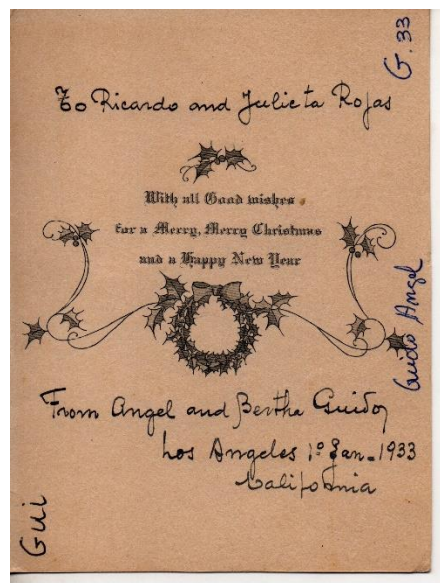 G. 33
To Ricardo and Julieta Rojas
With all Good wishes
for a Merry, Merry Christmas
and a Happy New Year
Guido Angel
From Angel and Bertha Guido,
Los Angeles 1º Jan. 1933
California
Gui